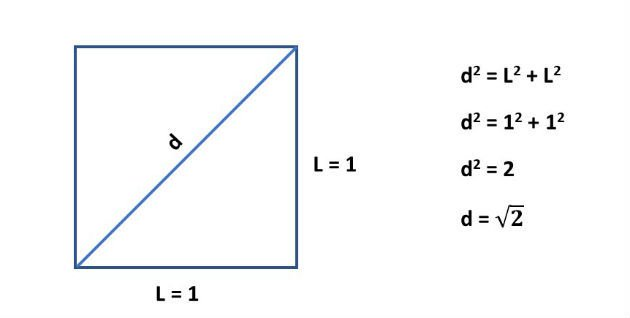 d
L = 1
L = 1
d² = L² + L²
d² = 1² + 1²
d² = 2
d = √2